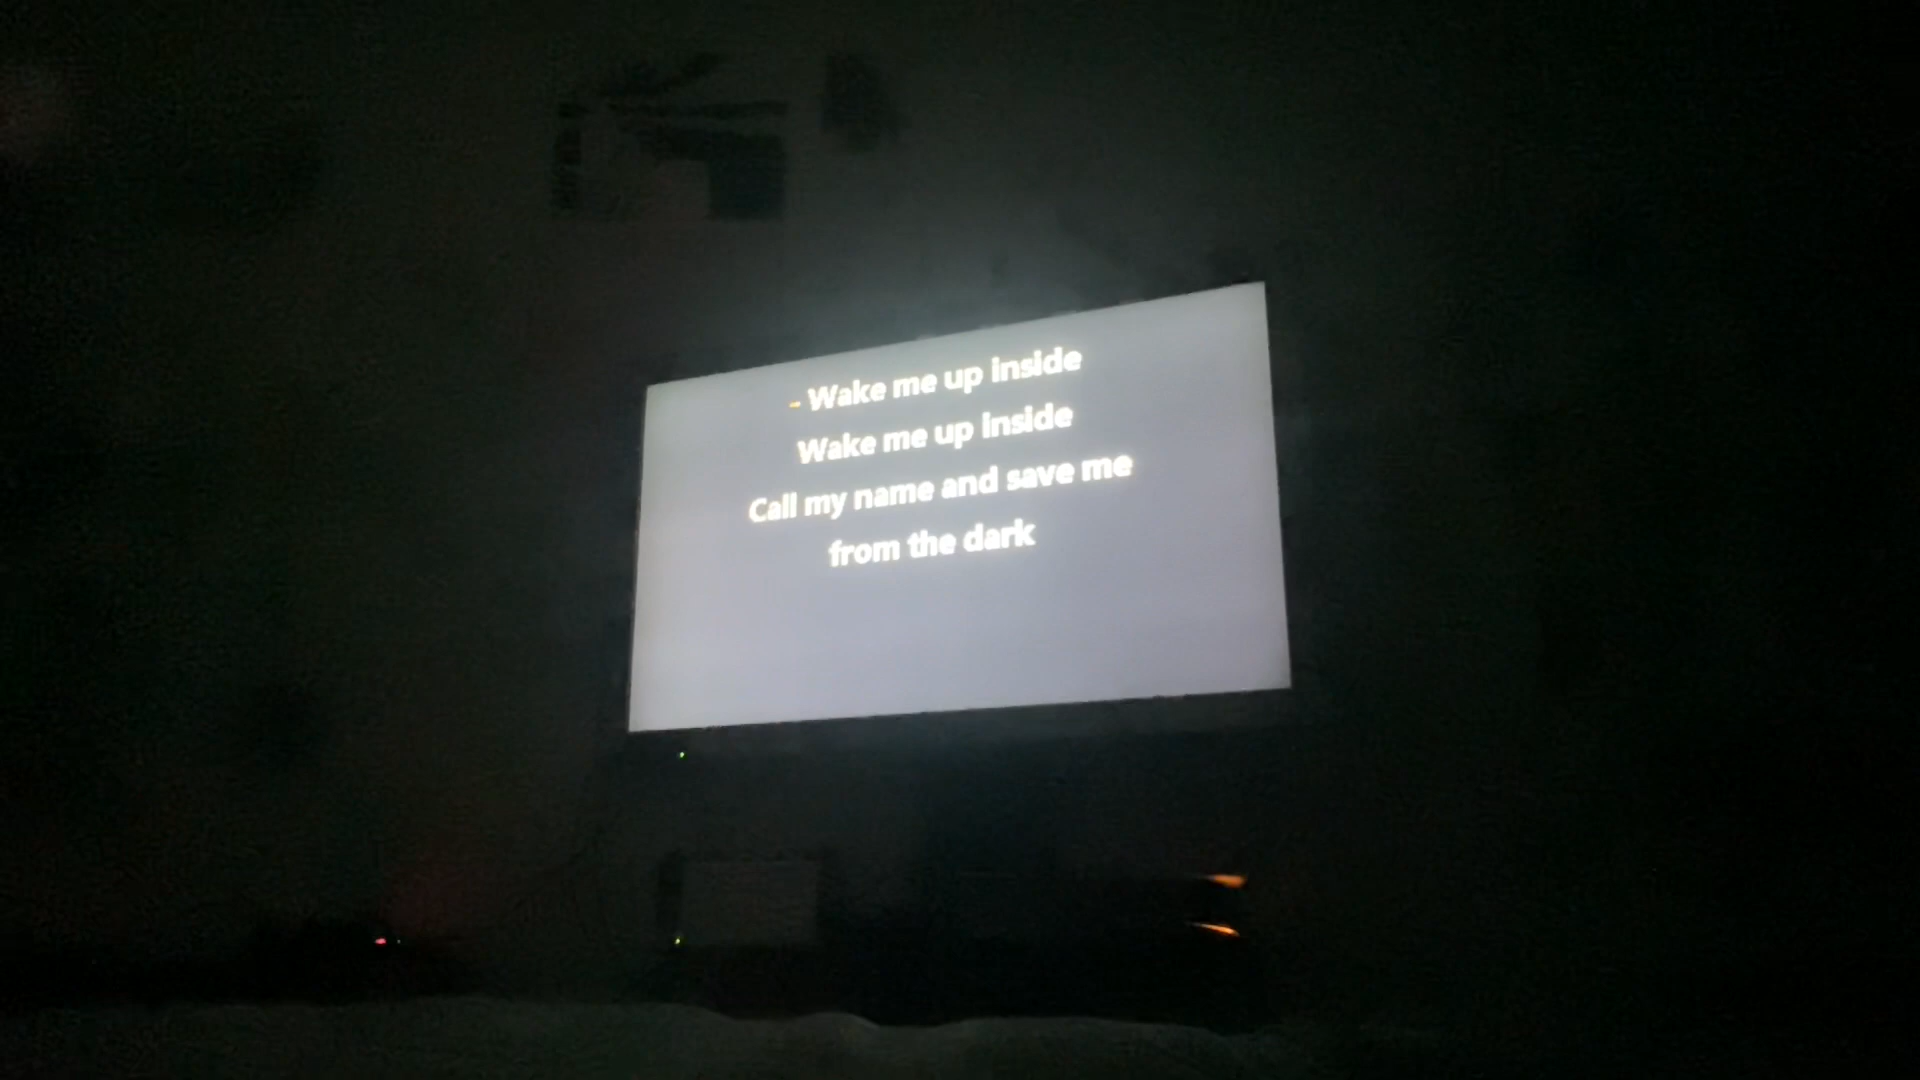 - Wake me up inside
Wake me up inside
Call my name and save me
from the dark